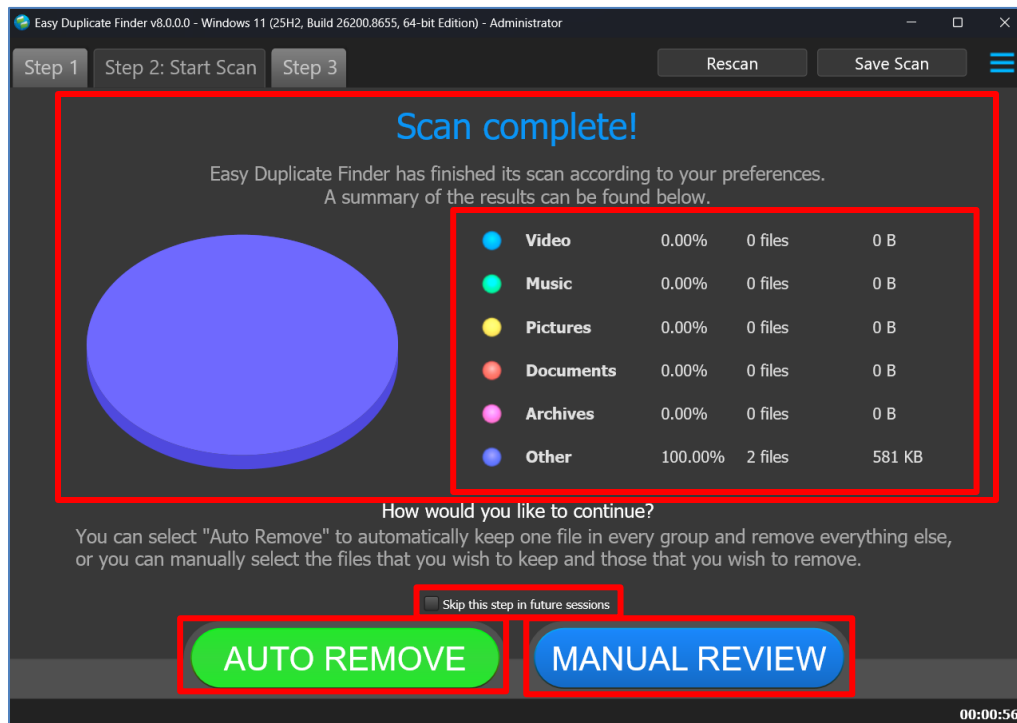 Easy Duplicate Finder v8.0.0.0 - Windows 11 (25H2, Build 26200.8655, 64-bit Edition) - Administrator
Step 1 Step 2: Start Scan Step 3 Rescan Save Scan
Scan complete!
Easy Duplicate Finder has finished its scan according to your preferences.
A summary of the results can be found below.
Video 0.00% 0 files 0 B
Music 0.00% 0 files 0 B
Pictures 0.00% 0 files 0 B
Documents 0.00% 0 files 0 B
Archives 0.00% 0 files 0 B
Other 100.00% 2 files 581 KB
How would you like to continue?
You can select "Auto Remove" to automatically keep one file in every group and remove everything else,
or you can manually select the files that you wish to keep and those that you wish to remove.
Skip this step in future sessions
AUTO REMOVE MANUAL REVIEW
00:00:56